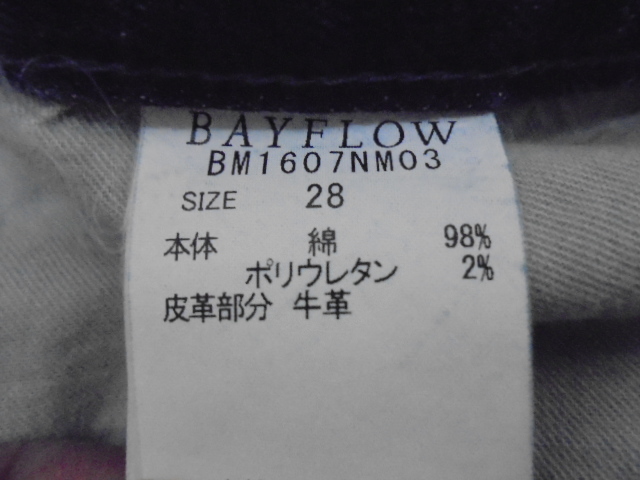 BAYFLOW
BM1607NM03
SIZE 28
本体 綿 98%
ポリウレタン 2%
皮革部分 牛革